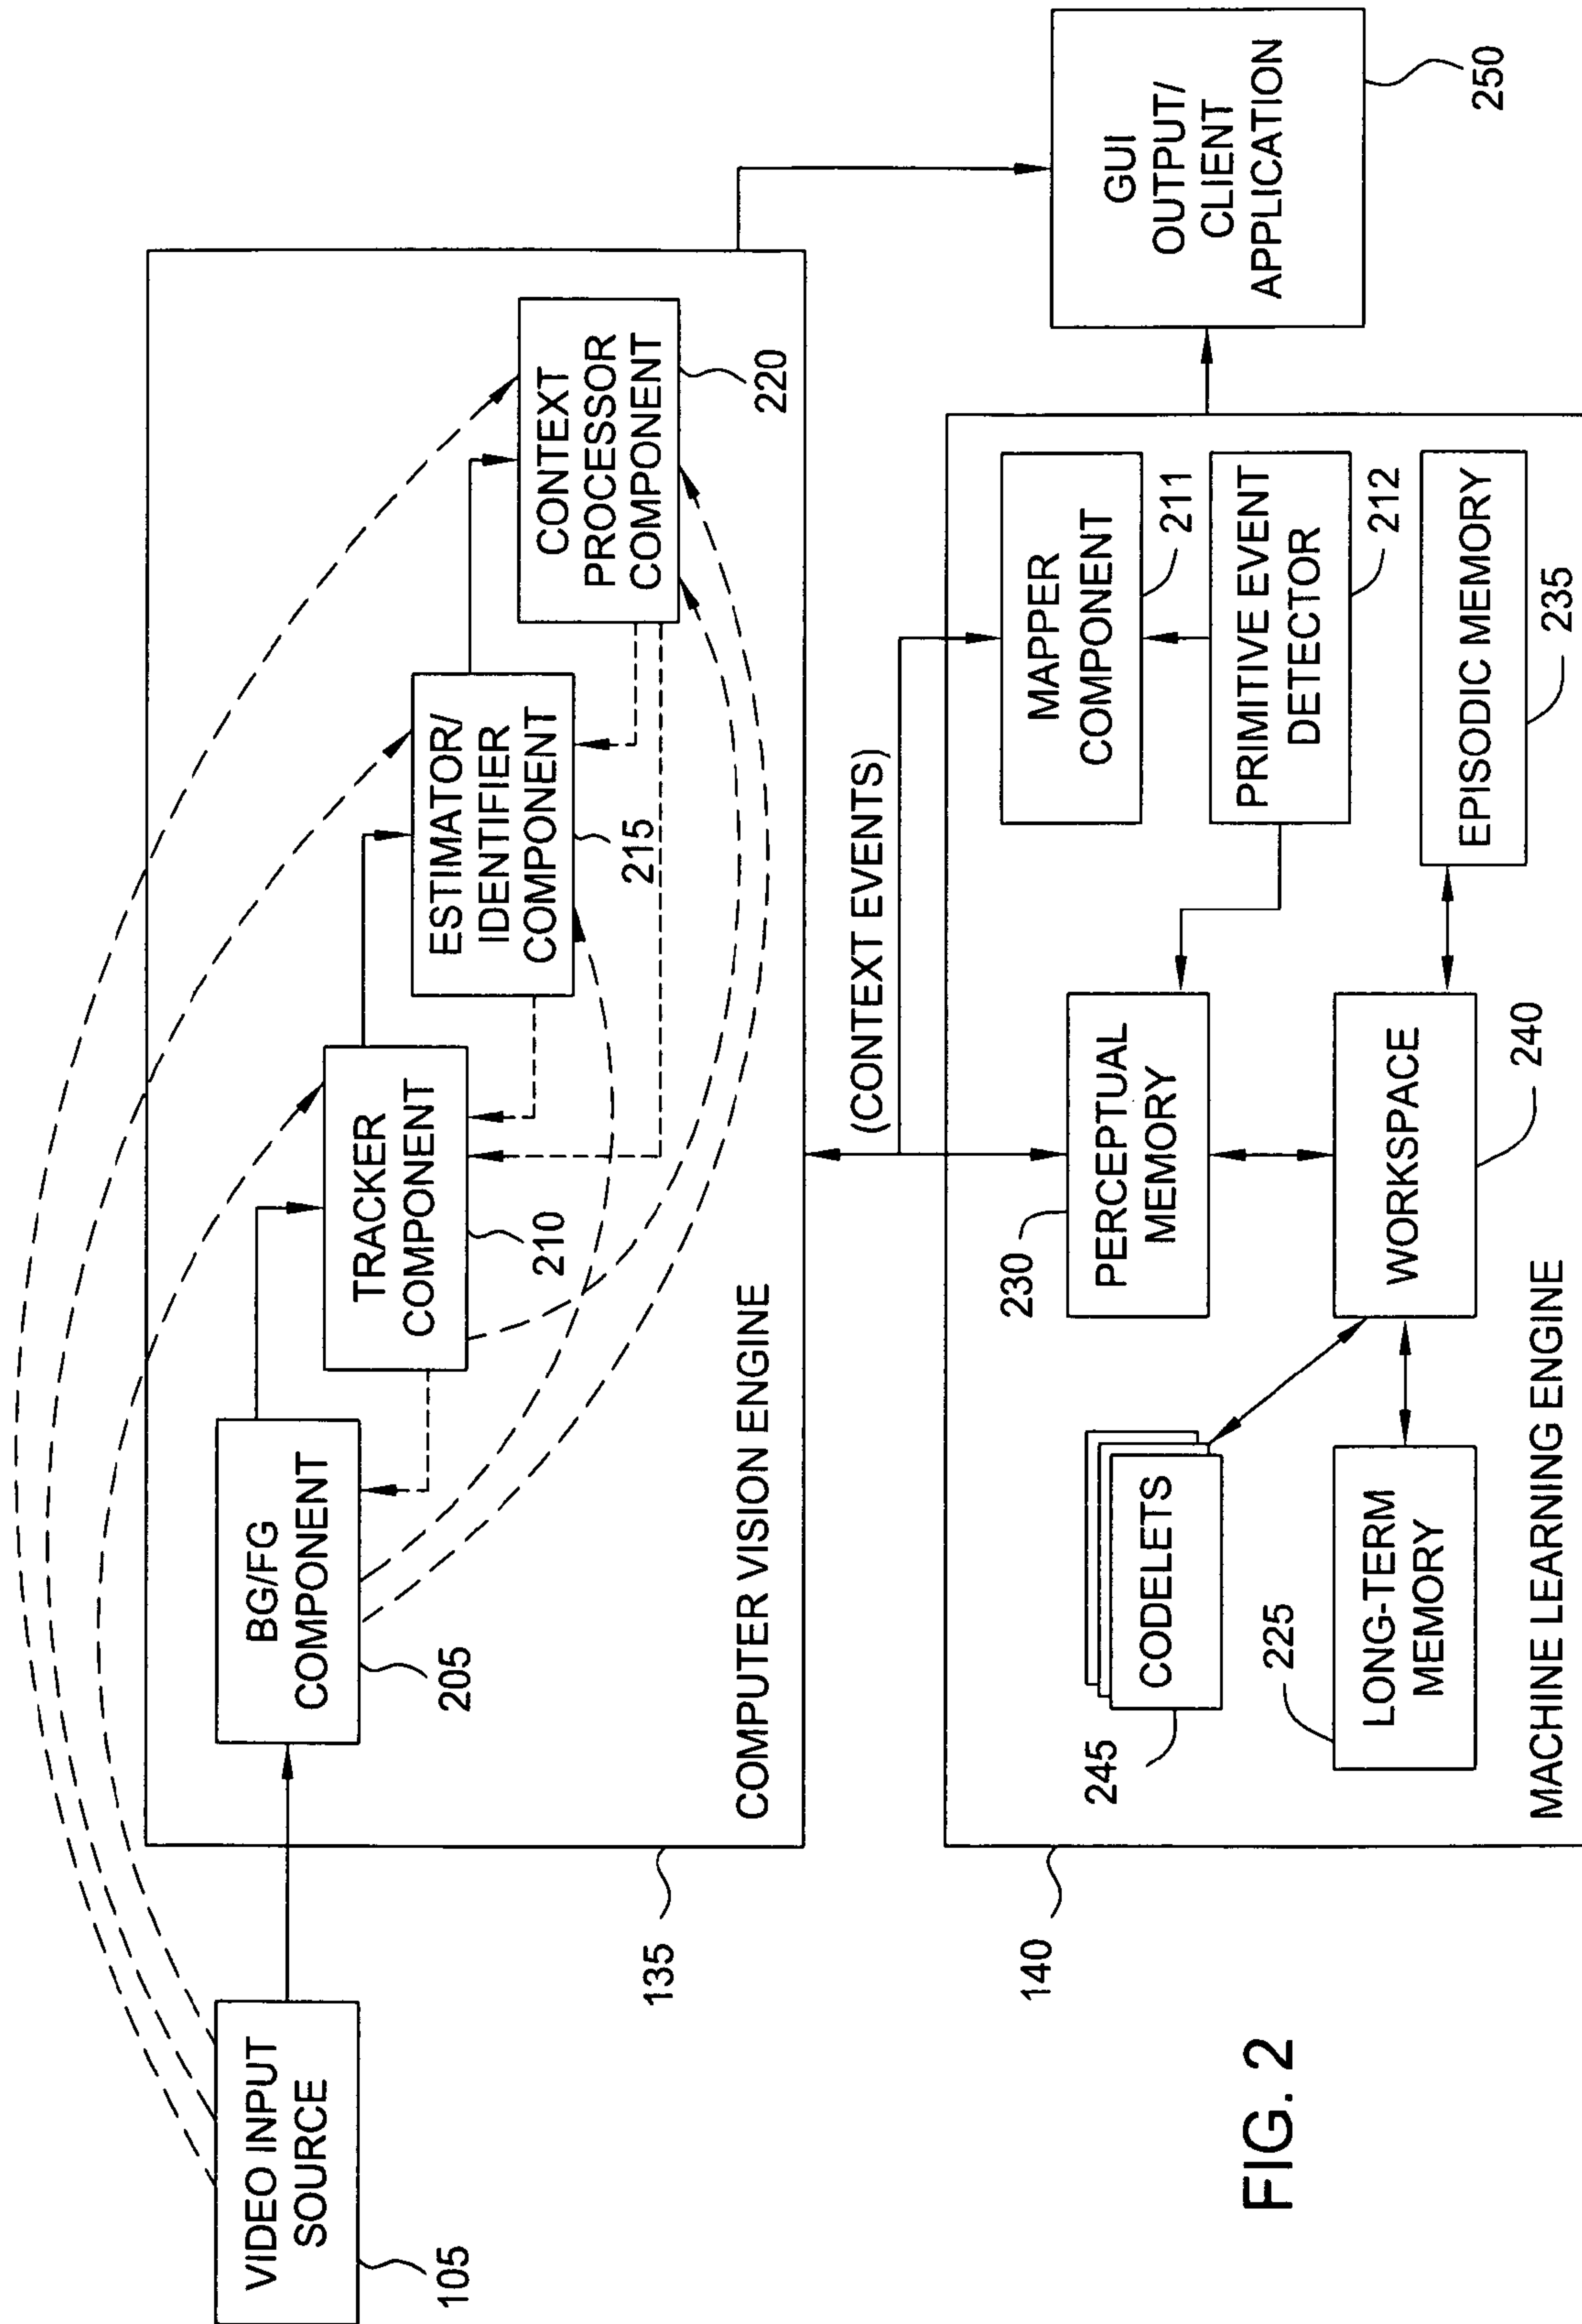 VIDEO INPUT
SOURCE
105
BG/FG
COMPONENT
205
TRACKER
COMPONENT
210
ESTIMATOR/
IDENTIFIER
COMPONENT
215
CONTEXT
PROCESSOR
COMPONENT
220
COMPUTER VISION ENGINE
135
(CONTEXT EVENTS)
GUI
OUTPUT/
CLIENT
APPLICATION
250
MAPPER
COMPONENT
211
PRIMITIVE EVENT
DETECTOR
212
PERCEPTUAL
MEMORY
230
EPISODIC MEMORY
235
WORKSPACE
240
CODELETS
245
LONG-TERM
MEMORY
225
MACHINE LEARNING ENGINE
140
FIG. 2